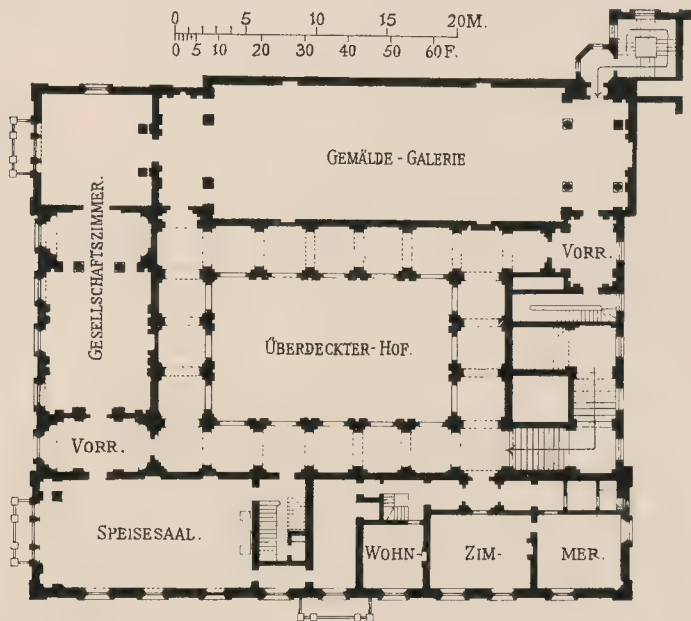 0 5 10 15 20M.
0 5 10 20 30 40 50 60F.
GEMÄLDE-GALERIE
GESELLSCHAFTSZIMMER.
VORR.
ÜBERDECKTER-HOF.
VORR.
SPEISESAAL.
WOHN- ZIM- MER.